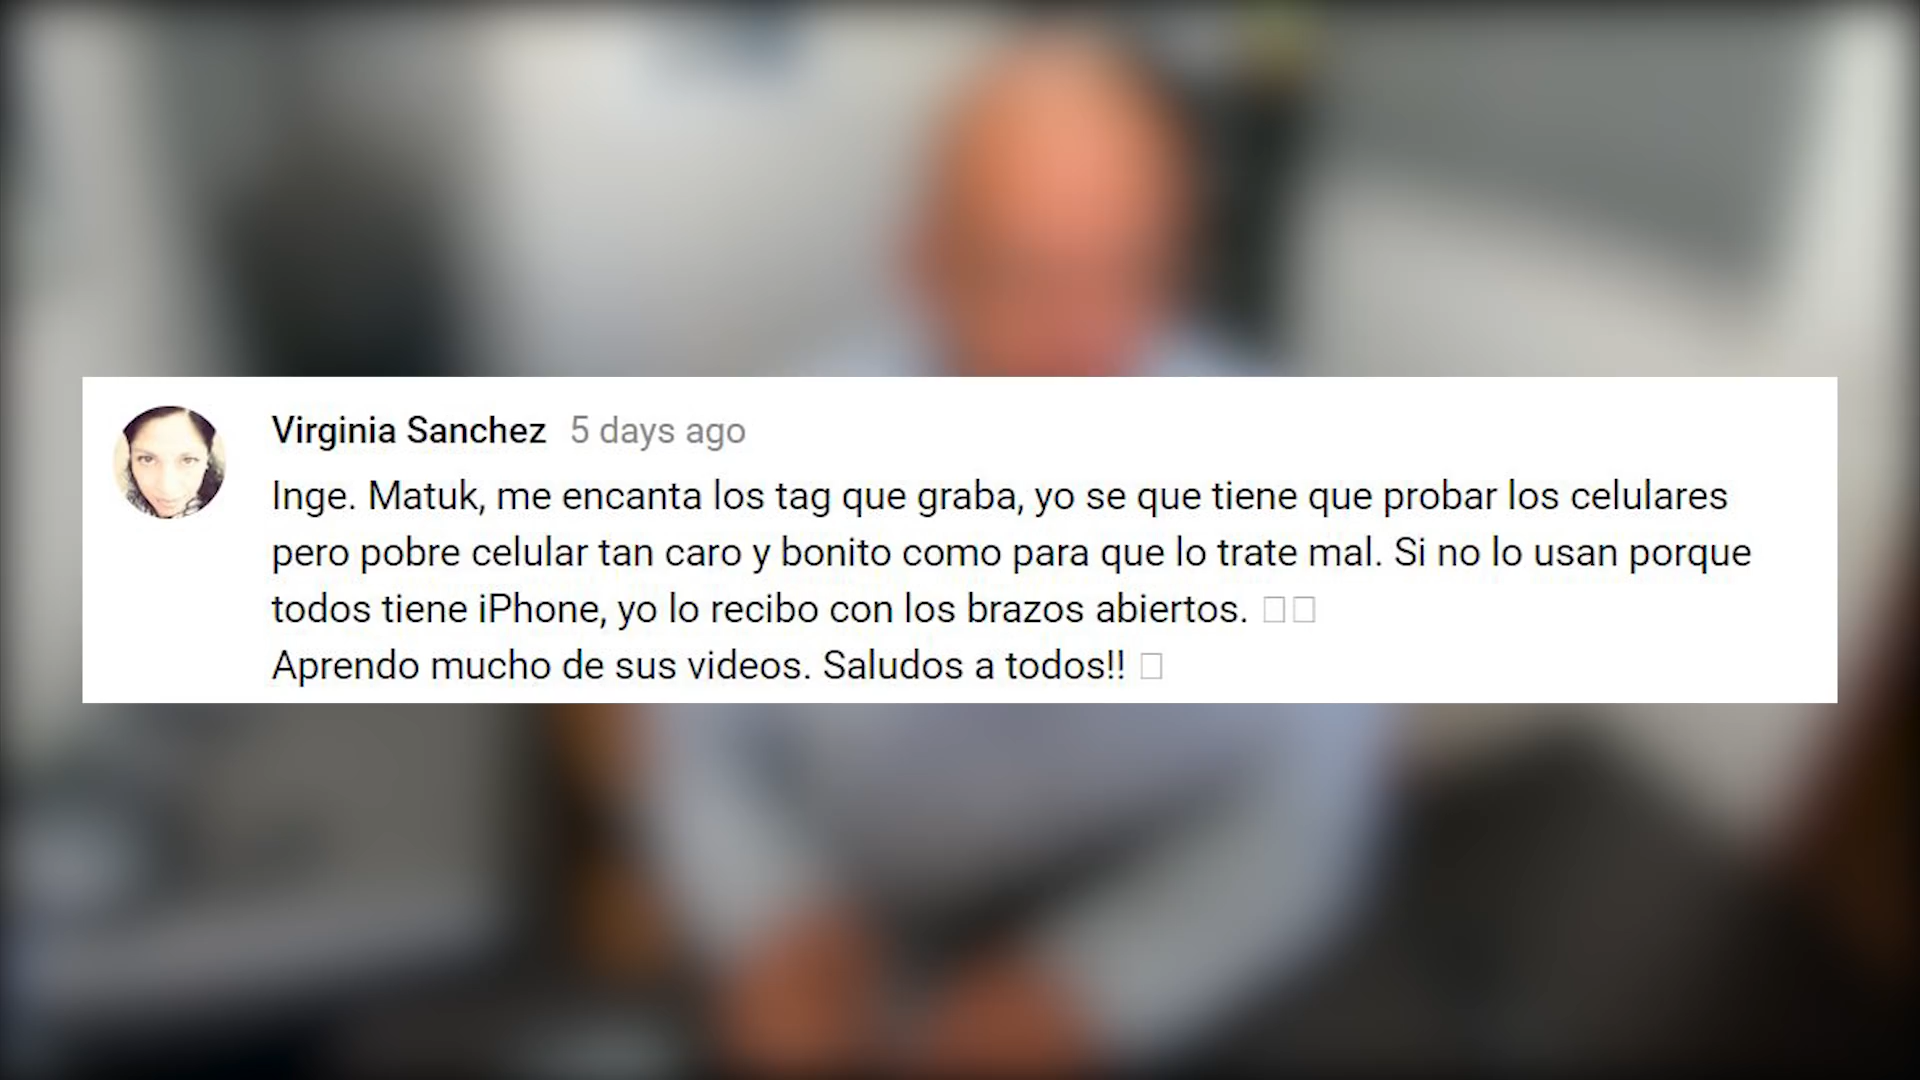 Virginia Sanchez 5 days ago
Inge. Matuk, me encanta los tag que graba, yo se que tiene que probar los celulares
pero pobre celular tan caro y bonito como para que lo trate mal. Si no lo usan porque
todos tiene iPhone, yo lo recibo con los brazos abiertos. □□
Aprendo mucho de sus videos. Saludos a todos!! □